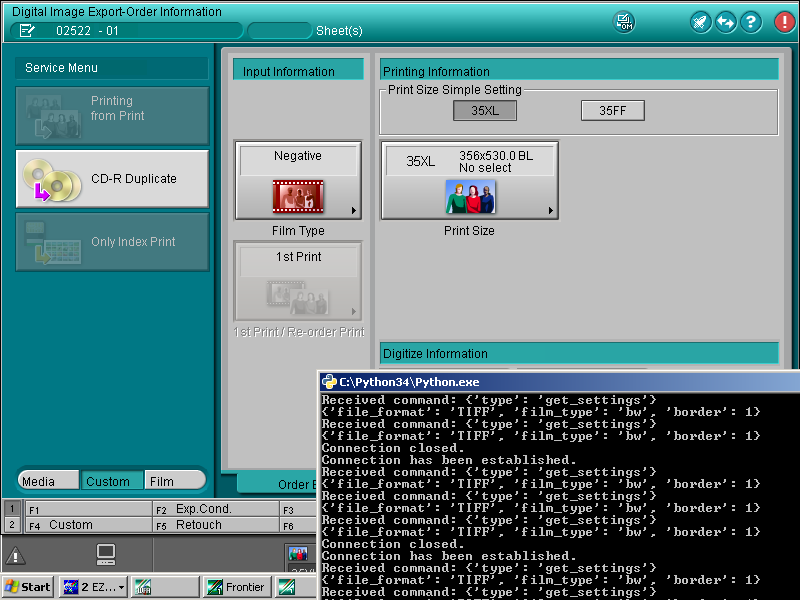 Digital Image Export-Order Information
02522 - 01
Sheet(s)
Service Menu
Printing
from Print
CD-R Duplicate
Only Index Print
Input Information
Negative
Film Type
1st Print
1st Print / Re-order Print
Printing Information
Print Size Simple Setting
35XL
35FF
35XL
356x530.0 BL
No select
Print Size
Digitize Information
Media
Custom
Film
Order
F1
F2 Exp.Cond.
F3
F4 Custom
F5 Retouch
F6
1
2
C:\Python34\Python.exe
Received command: {'type': 'get_settings'}
{'file_format': 'TIFF', 'film_type': 'bw', 'border': 1}
Received command: {'type': 'get_settings'}
{'file_format': 'TIFF', 'film_type': 'bw', 'border': 1}
Connection closed.
Connection has been established.
Received command: {'type': 'get_settings'}
{'file_format': 'TIFF', 'film_type': 'bw', 'border': 1}
Received command: {'type': 'get_settings'}
{'file_format': 'TIFF', 'film_type': 'bw', 'border': 1}
Received command: {'type': 'get_settings'}
{'file_format': 'TIFF', 'film_type': 'bw', 'border': 1}
Connection closed.
Connection has been established.
Received command: {'type': 'get_settings'}
{'file_format': 'TIFF', 'film_type': 'bw', 'border': 1}
Received command: {'type': 'get_settings'}
Start
2 EZ...
Frontier